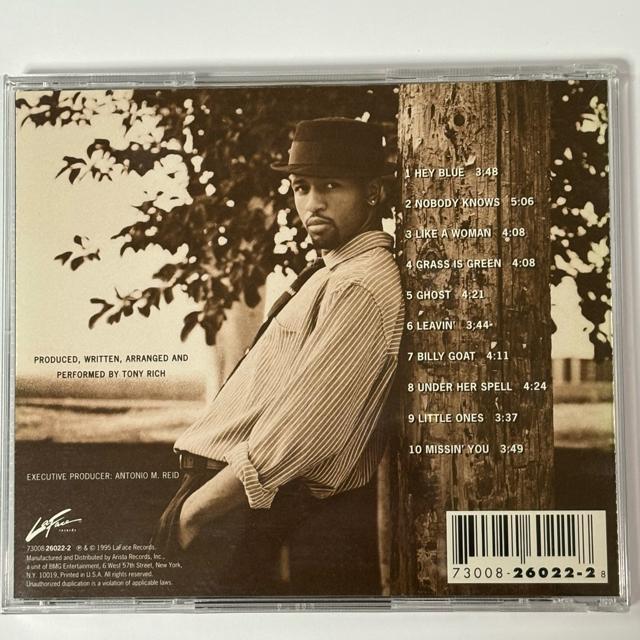 1 HEY BLUE 3:48
2 NOBODY KNOWS 5:06
3 LIKE A WOMAN 4:08
4 GRASS IS GREEN 4:08
5 GHOST 4:21
6 LEAVIN' 3:44
7 BILLY GOAT 4:11
8 UNDER HER SPELL 4:24
9 LITTLE ONES 3:37
10 MISSIN' YOU 3:49
PRODUCED, WRITTEN, ARRANGED AND
PERFORMED BY TONY RICH
EXECUTIVE PRODUCER: ANTONIO M. REID
LaFace
records
73008 26022-2 ℗ & © 1995 LaFace Records.
Manufactured and Distributed by Arista Records, Inc.,
a unit of BMG Entertainment, 6 West 57th Street, New York,
N.Y. 10019. Printed in U.S.A. All rights reserved.
Unauthorized duplication is a violation of applicable laws.
73008-26022-2 8